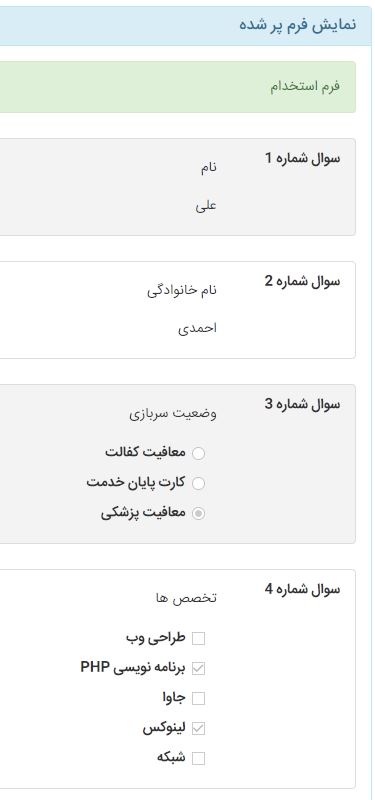 نمایش فرم پر شده
فرم استخدام
سوال شماره 1
نام
علی
سوال شماره 2
نام خانوادگی
احمدی
سوال شماره 3
وضعیت سربازی
معافیت کفالت
کارت پایان خدمت
معافیت پزشکی
سوال شماره 4
تخصص ها
طراحی وب
برنامه نویسی PHP
جاوا
لینوکس
شبکه